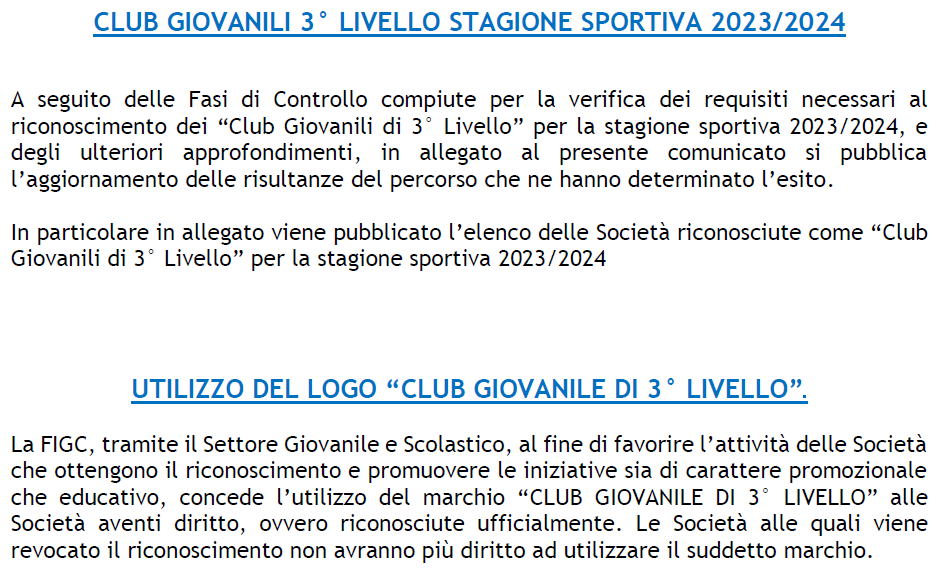 CLUB GIOVANILI 3° LIVELLO STAGIONE SPORTIVA 2023/2024
A seguito delle Fasi di Controllo compiute per la verifica dei requisiti necessari al
riconoscimento dei “Club Giovanili di 3° Livello” per la stagione sportiva 2023/2024, e
degli ulteriori approfondimenti, in allegato al presente comunicato si pubblica
l’aggiornamento delle risultanze del percorso che ne hanno determinato l’esito.
In particolare in allegato viene pubblicato l’elenco delle Società riconosciute come “Club
Giovanili di 3° Livello” per la stagione sportiva 2023/2024
UTILIZZO DEL LOGO “CLUB GIOVANILE DI 3° LIVELLO”.
La FIGC, tramite il Settore Giovanile e Scolastico, al fine di favorire l’attività delle Società
che ottengono il riconoscimento e promuovere le iniziative sia di carattere promozionale
che educativo, concede l’utilizzo del marchio “CLUB GIOVANILE DI 3° LIVELLO” alle
Società aventi diritto, ovvero riconosciute ufficialmente. Le Società alle quali viene
revocato il riconoscimento non avranno più diritto ad utilizzare il suddetto marchio.